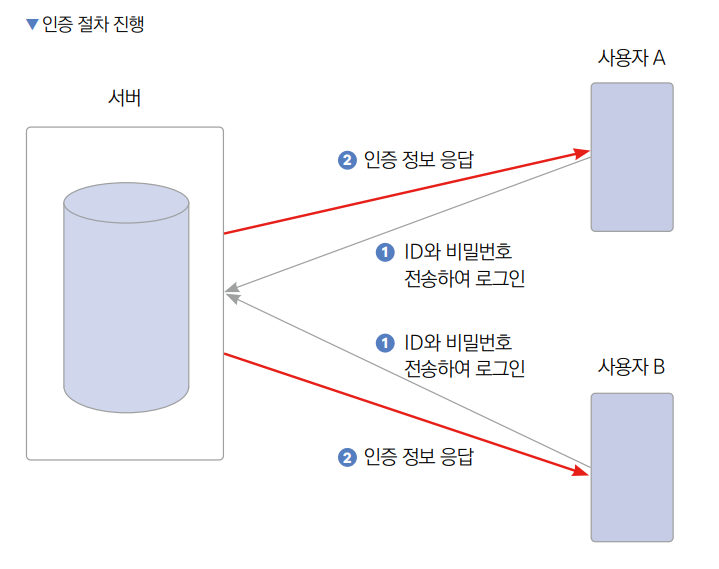 ▼ 인증 절차 진행
사용자 A
서버
2 인증 정보 응답
1 ID와 비밀번호
전송하여 로그인
1 ID와 비밀번호
전송하여 로그인
사용자 B
2 인증 정보 응답